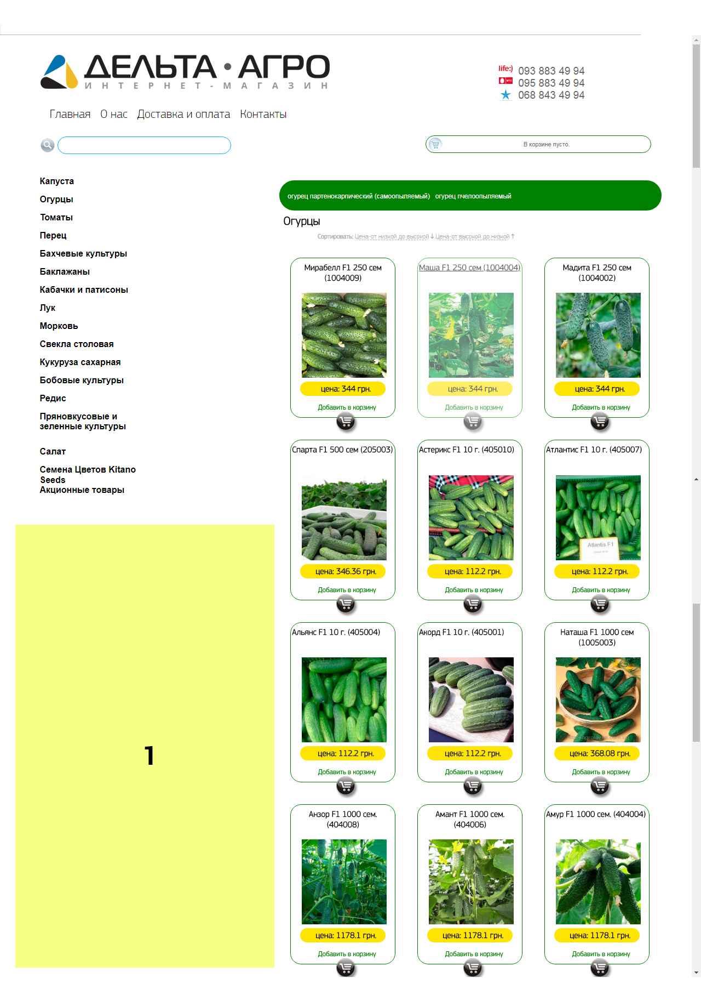 ДЕЛЬТА · АГРО
ИНТЕРНЕТ-МАГАЗИН
life:) 093 883 49 94
мтс 095 883 49 94
068 843 49 94
Главная О нас Доставка и оплата Контакты
В корзине пусто.
Капуста
Огурцы
Томаты
Перец
Бахчевые культуры
Баклажаны
Кабачки и патисоны
Лук
Морковь
Свекла столовая
Кукуруза сахарная
Бобовые культуры
Редис
Пряновкусовые и
зеленные культуры
Салат
Семена Цветов Kitano
Seeds
Акционные товары
1
огурец партенокарпический (самоопыляемый) огурец пчелоопыляемый
Огурцы
Сортировать: Цена-от низкой до высокой ↓ Цена-от высокой до низкой ↑
Мирабелл F1 250 сем
(1004009)
цена: 344 грн.
Добавить в корзину
Маша F1 250 сем (1004004)
цена: 344 грн.
Добавить в корзину
Мадита F1 250 сем
(1004002)
цена: 344 грн.
Добавить в корзину
Спарта F1 500 сем (205003)
цена: 346.36 грн.
Добавить в корзину
Астерикс F1 10 г. (405010)
цена: 112.2 грн.
Добавить в корзину
Атлантис F1 10 г. (405007)
Atlantis F1
цена: 112.2 грн.
Добавить в корзину
Альянс F1 10 г. (405004)
цена: 112.2 грн.
Добавить в корзину
Акорд F1 10 г. (405001)
цена: 112.2 грн.
Добавить в корзину
Наташа F1 1000 сем
(1005003)
цена: 368.08 грн.
Добавить в корзину
Анзор F1 1000 сем.
(404008)
цена: 1178.1 грн.
Добавить в корзину
Амант F1 1000 сем.
(404006)
цена: 1178.1 грн.
Добавить в корзину
Амур F1 1000 сем. (404004)
цена: 1178.1 грн.
Добавить в корзину